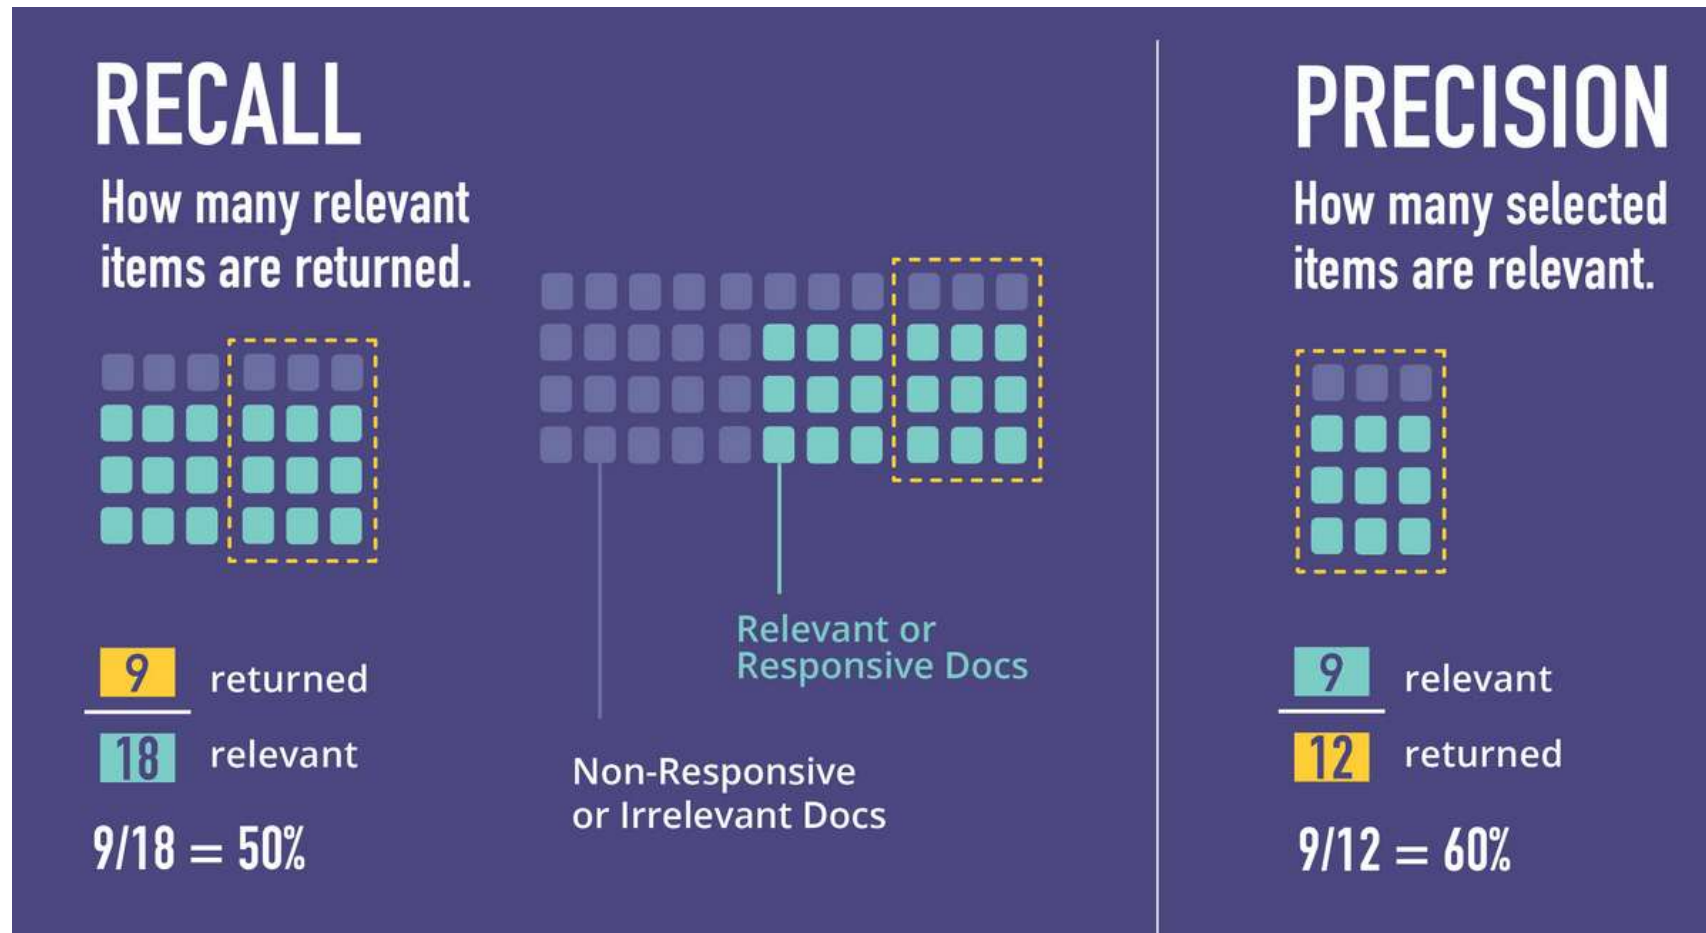 RECALL
How many relevant
items are returned.
9 returned
18 relevant
9/18 = 50%
Relevant or
Responsive Docs
Non-Responsive
or Irrelevant Docs
PRECISION
How many selected
items are relevant.
9 relevant
12 returned
9/12 = 60%